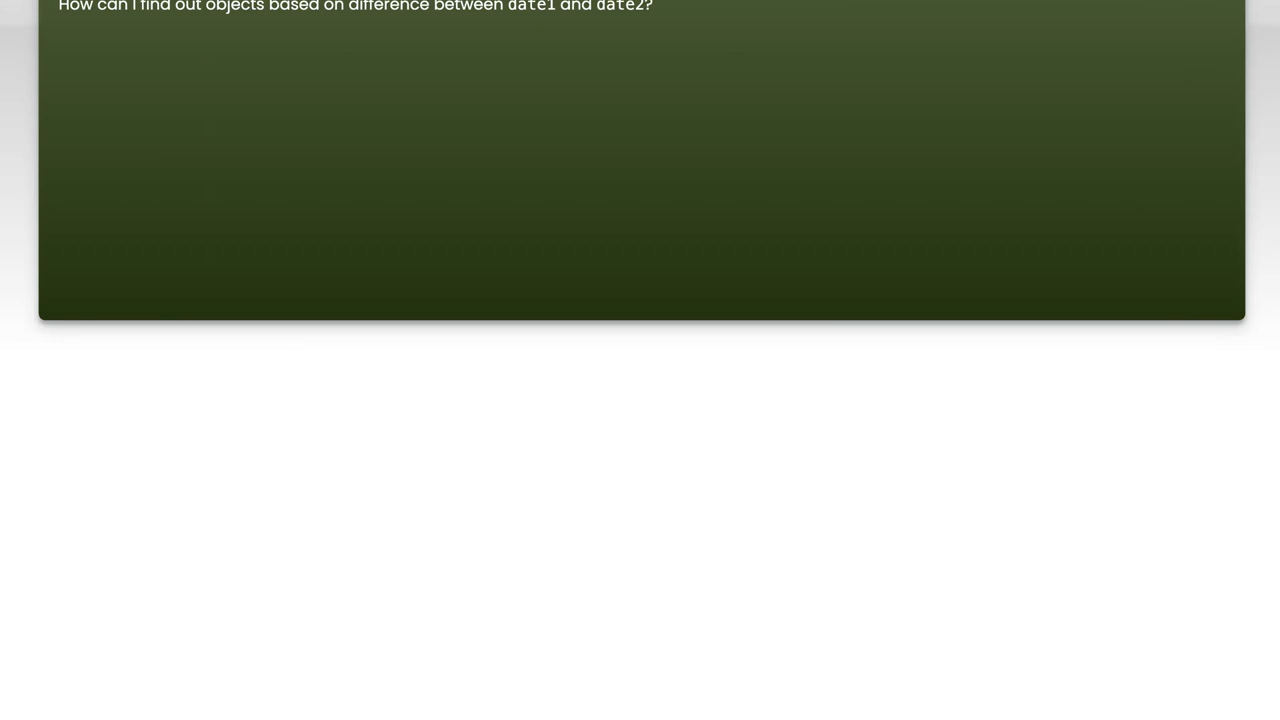 How can I find out objects based on difference between date1 and date2?